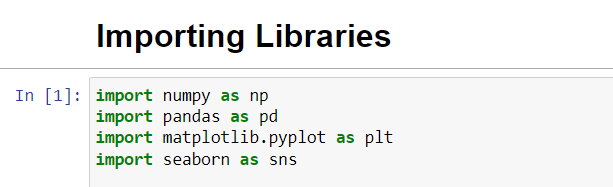 Importing Libraries
In [1]: import numpy as np
import pandas as pd
import matplotlib.pyplot as plt
import seaborn as sns